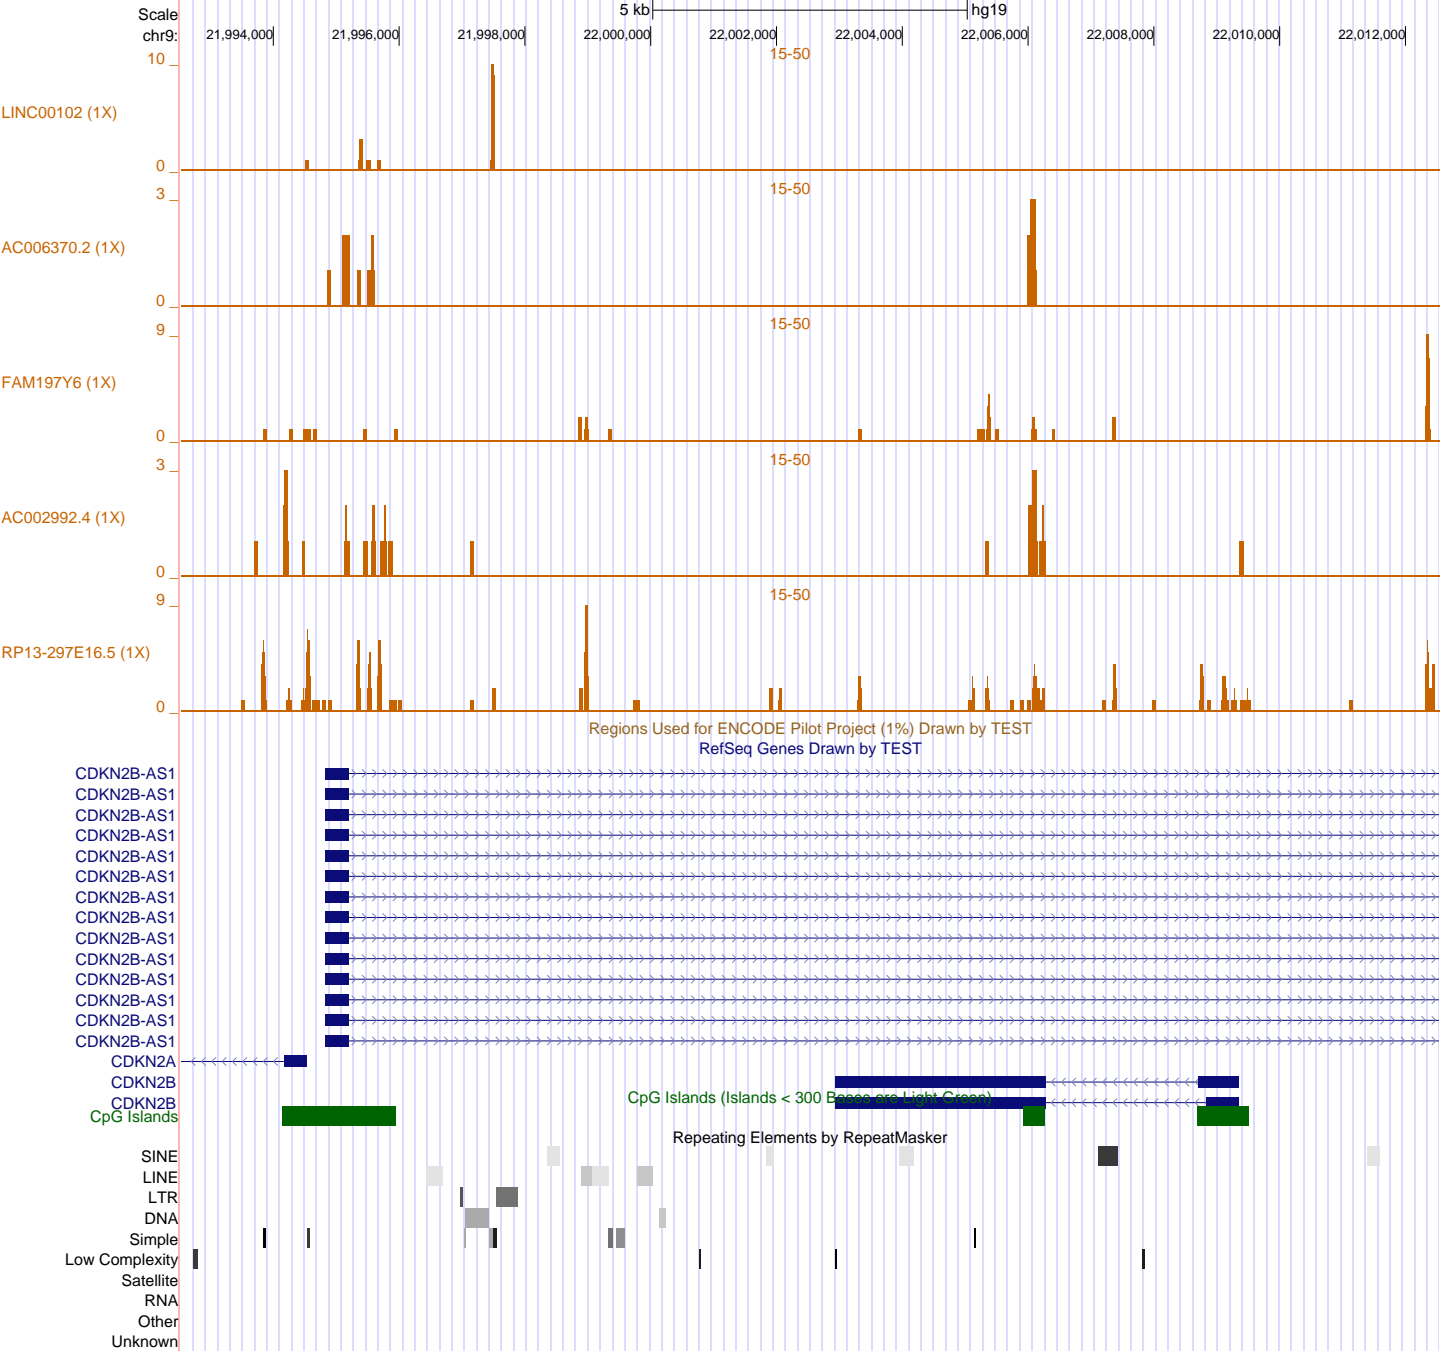 Scale 5 kb hg19
chr9: 21,994,000 21,996,000 21,998,000 22,000,000 22,002,000 22,004,000 22,006,000 22,008,000 22,010,000 22,012,000
10 15-50
LINC00102 (1X)
0
3 15-50
AC006370.2 (1X)
0
9 15-50
FAM197Y6 (1X)
0
3 15-50
AC002992.4 (1X)
0
9 15-50
RP13-297E16.5 (1X)
0
Regions Used for ENCODE Pilot Project (1%) Drawn by TEST
RefSeq Genes Drawn by TEST
CDKN2B-AS1
CDKN2B-AS1
CDKN2B-AS1
CDKN2B-AS1
CDKN2B-AS1
CDKN2B-AS1
CDKN2B-AS1
CDKN2B-AS1
CDKN2B-AS1
CDKN2B-AS1
CDKN2B-AS1
CDKN2B-AS1
CDKN2B-AS1
CDKN2B-AS1
CDKN2A
CDKN2B
CpG Islands (Islands < 300 Bases are Light Green)
CDKN2B
CpG Islands
Repeating Elements by RepeatMasker
SINE
LINE
LTR
DNA
Simple
Low Complexity
Satellite
RNA
Other
Unknown